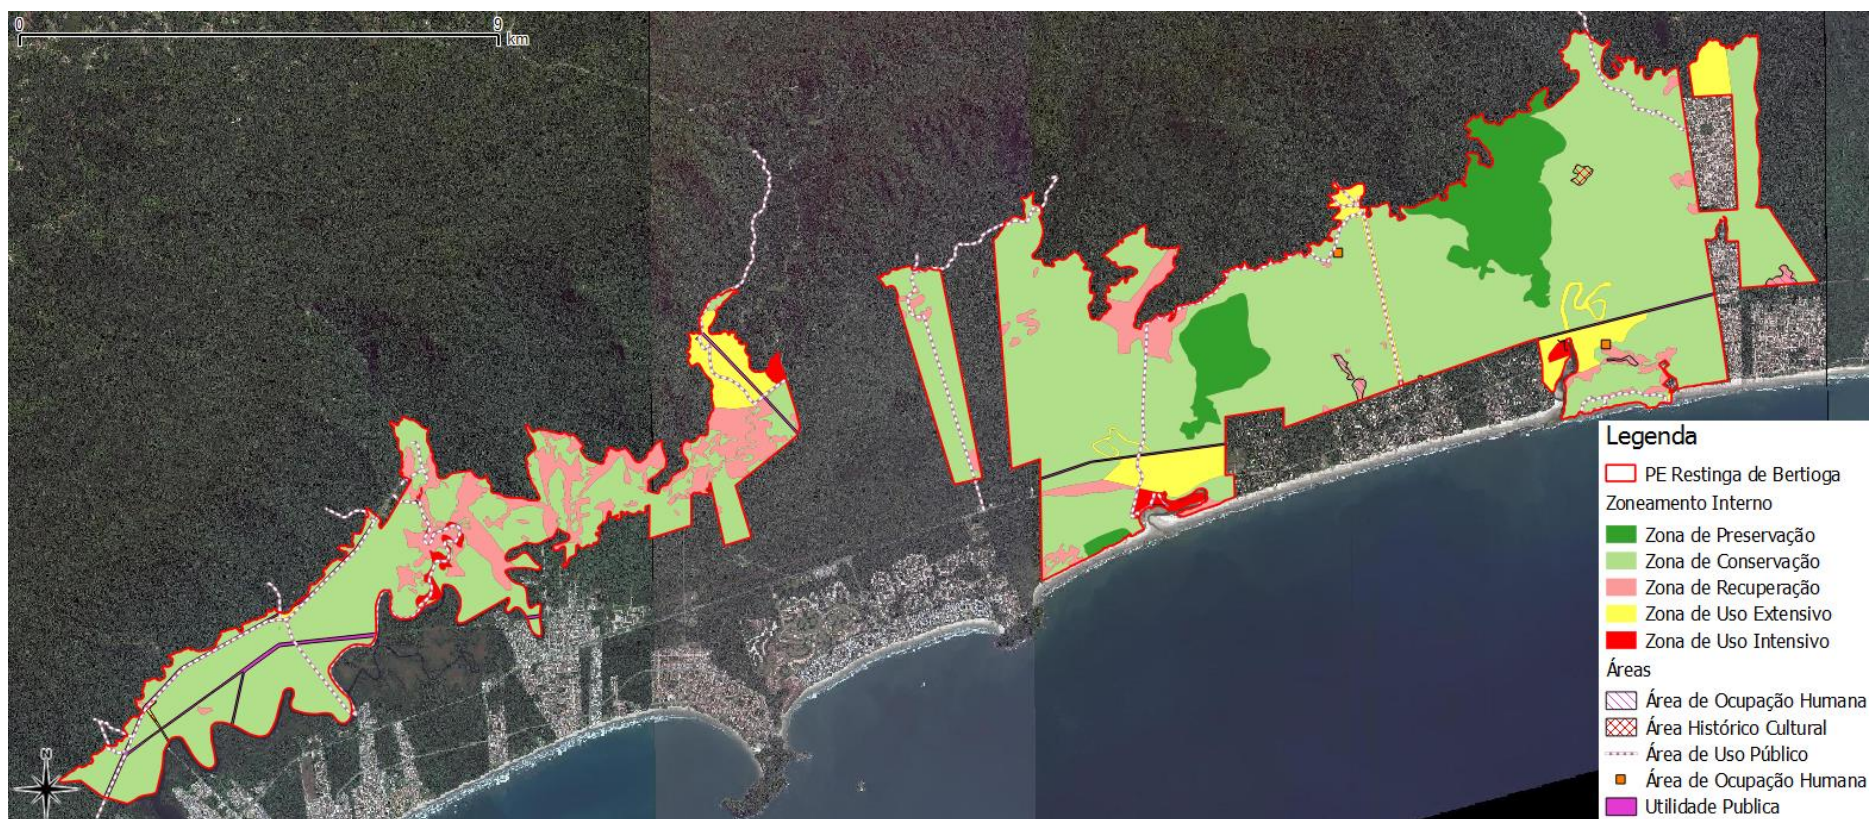 0 9
km
Legenda
PE Restinga de Bertioga
Zoneamento Interno
Zona de Preservação
Zona de Conservação
Zona de Recuperação
Zona de Uso Extensivo
Zona de Uso Intensivo
Áreas
Área de Ocupação Humana
Área Histórico Cultural
Área de Uso Público
Área de Ocupação Humana
Utilidade Publica
N